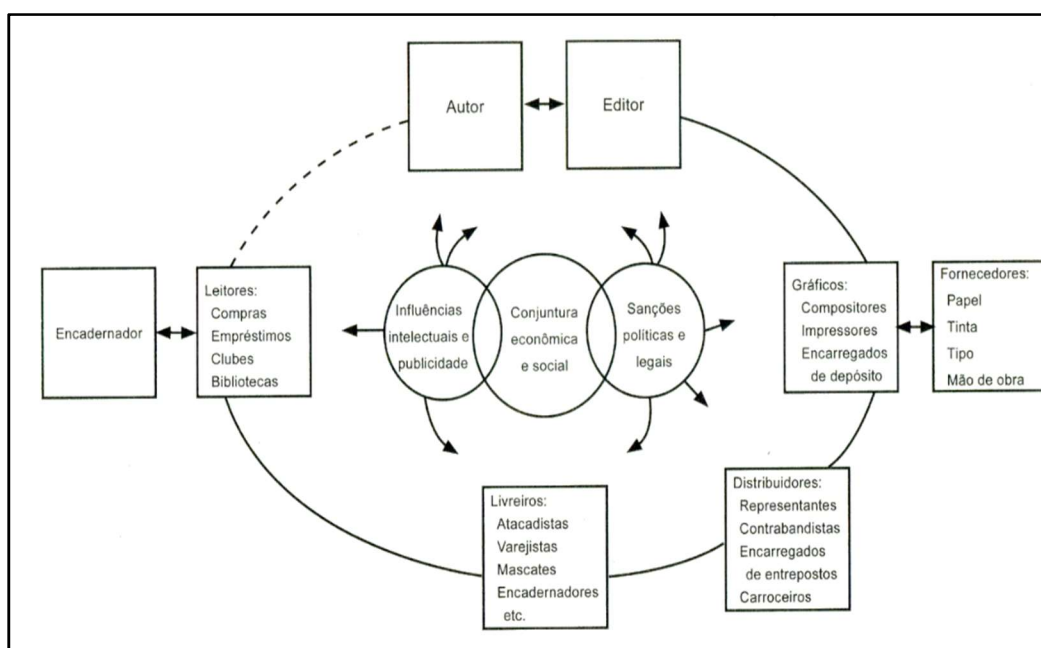 Autor
Editor
Encadernador
Leitores:
Compras
Empréstimos
Clubes
Bibliotecas
Influências
intelectuais e
publicidade
Conjuntura
econômica
e social
Sanções
políticas e
legais
Gráficos:
Compositores
Impressores
Encarregados
de depósito
Fornecedores:
Papel
Tinta
Tipo
Mão de obra
Livreiros:
Atacadistas
Varejistas
Mascates
Encadernadores
etc.
Distribuidores:
Representantes
Contrabandistas
Encarregados
de entrepostos
Carroceiros